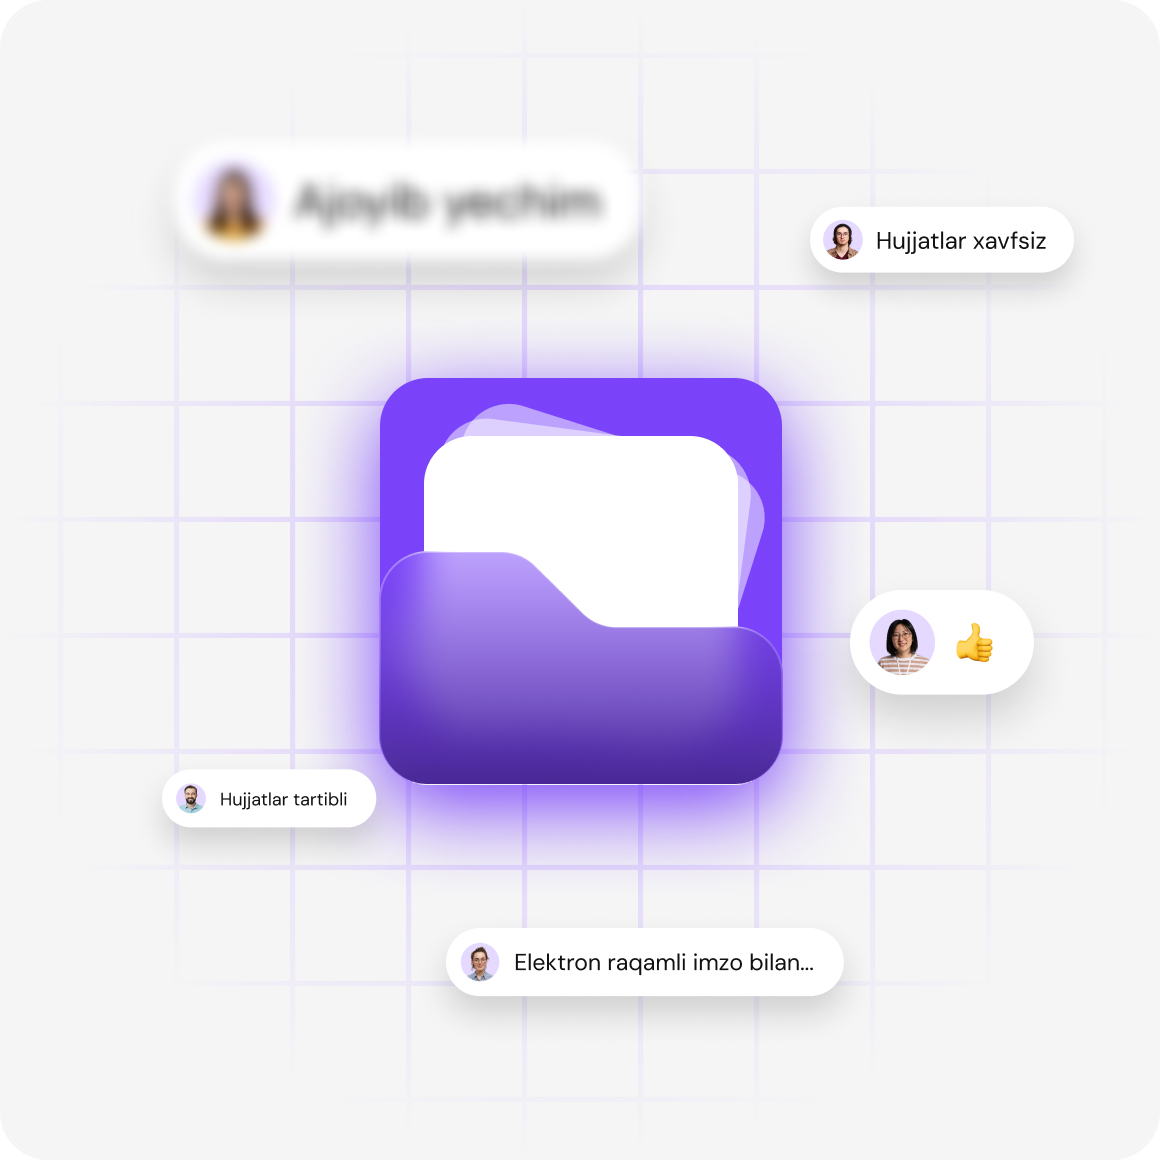 Ajoyib yechim
Hujjatlar xavfsiz
Hujjatlar tartibli
Elektron raqamli imzo bilan...